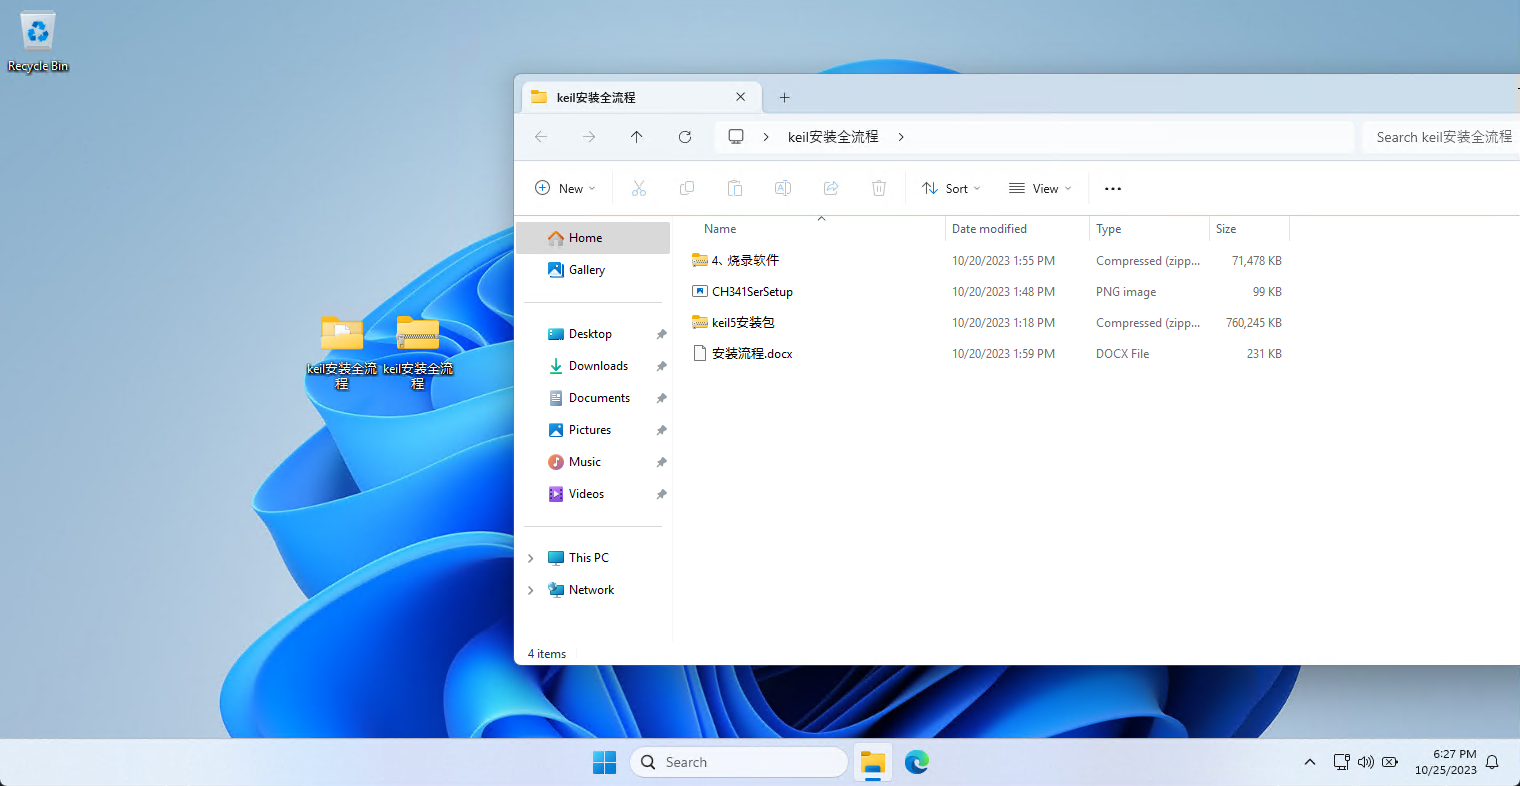 Recycle Bin
keil安装全流程
keil安装全流程
Search keil安装全流程
New
Sort
View
Name
Date modified
Type
Size
Home
Gallery
Desktop
Downloads
Documents
Pictures
Music
Videos
This PC
Network
4、烧录软件 10/20/2023 1:55 PM Compressed (zipp... 71,478 KB
CH341SerSetup 10/20/2023 1:48 PM PNG image 99 KB
keil5安装包 10/20/2023 1:18 PM Compressed (zipp... 760,245 KB
安装流程.docx 10/20/2023 1:59 PM DOCX File 231 KB
keil安装全流
程
keil安装全流
程
4 items
Search
6:27 PM
10/25/2023